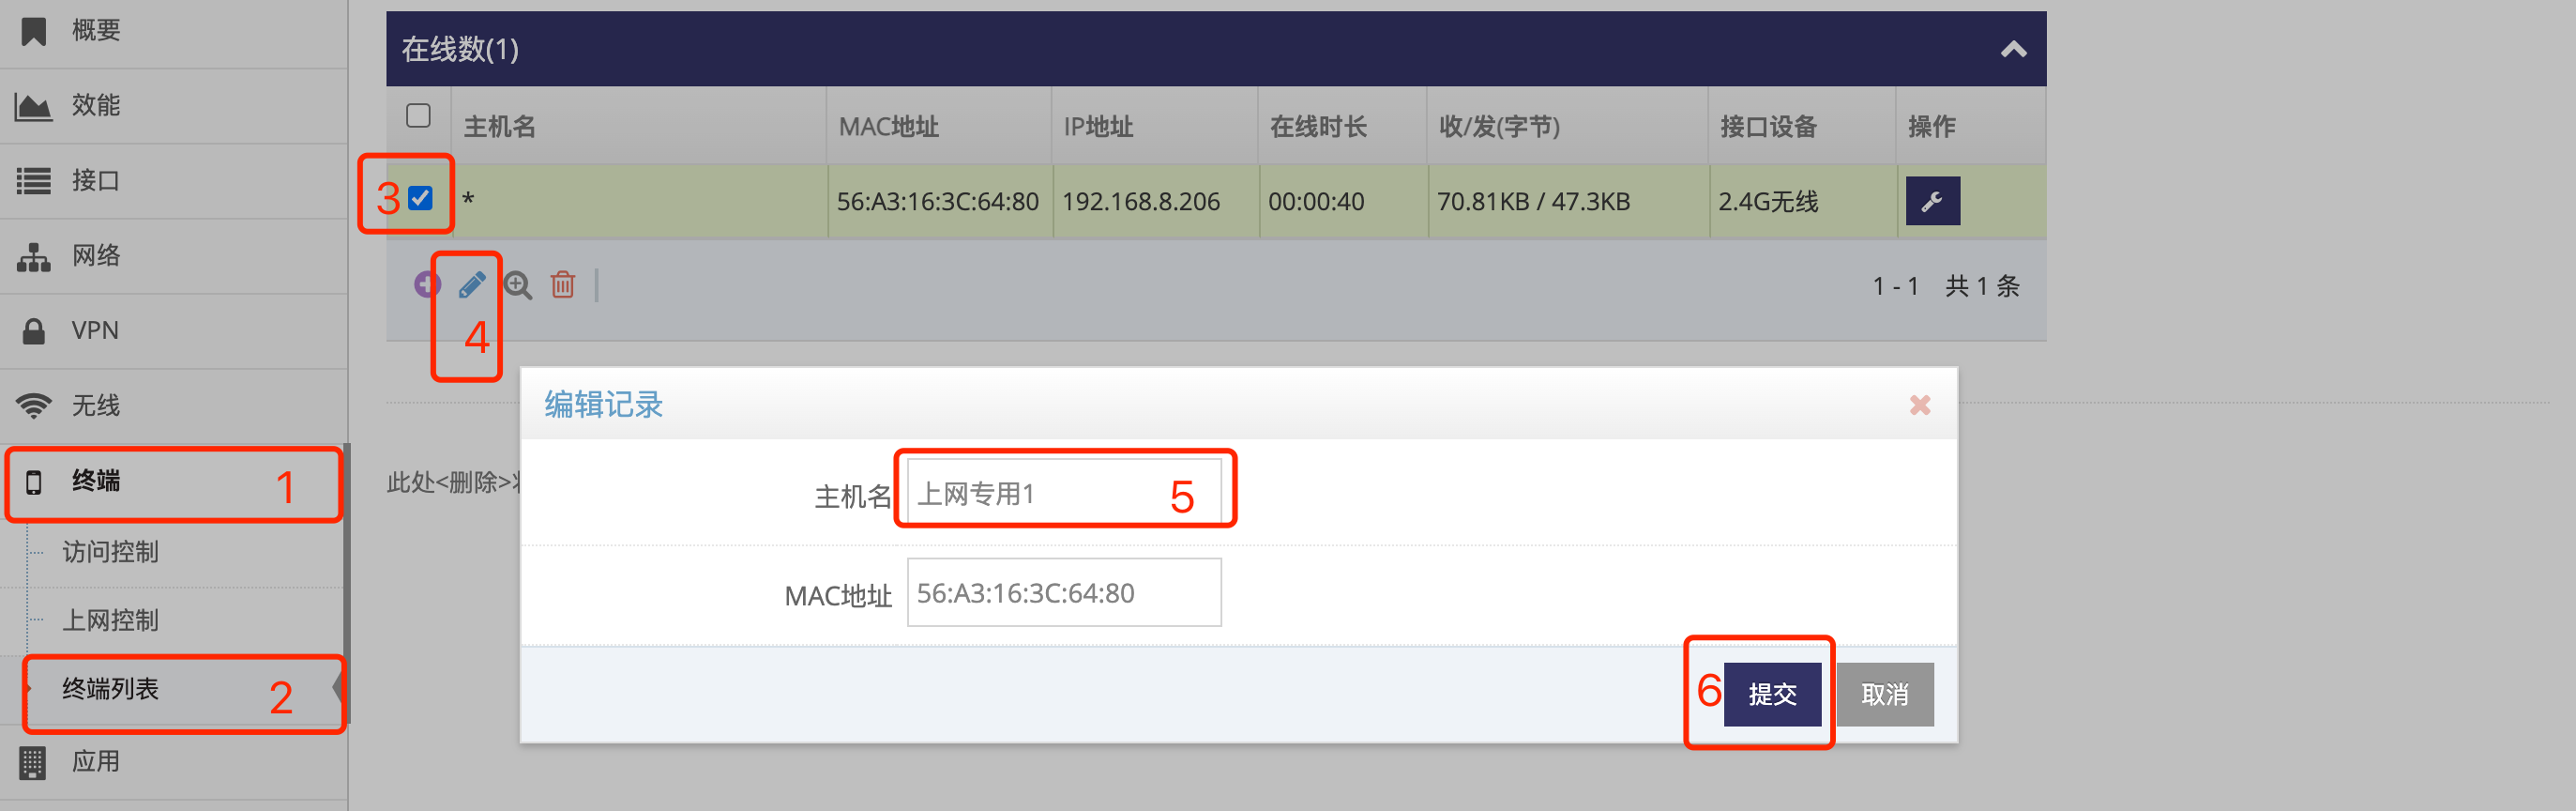 概要
效能
接口
网络
VPN
无线
终端 1
访问控制
上网控制
终端列表 2
应用
在线数(1)
主机名 MAC地址 IP地址 在线时长 收/发(字节) 接口设备 操作
3 * 56:A3:16:3C:64:80 192.168.8.206 00:00:40 70.81KB / 47.3KB 2.4G无线
1 - 1 共 1 条
4
编辑记录
此处<删除>
主机名 上网专用1 5
MAC地址 56:A3:16:3C:64:80
6 提交 取消